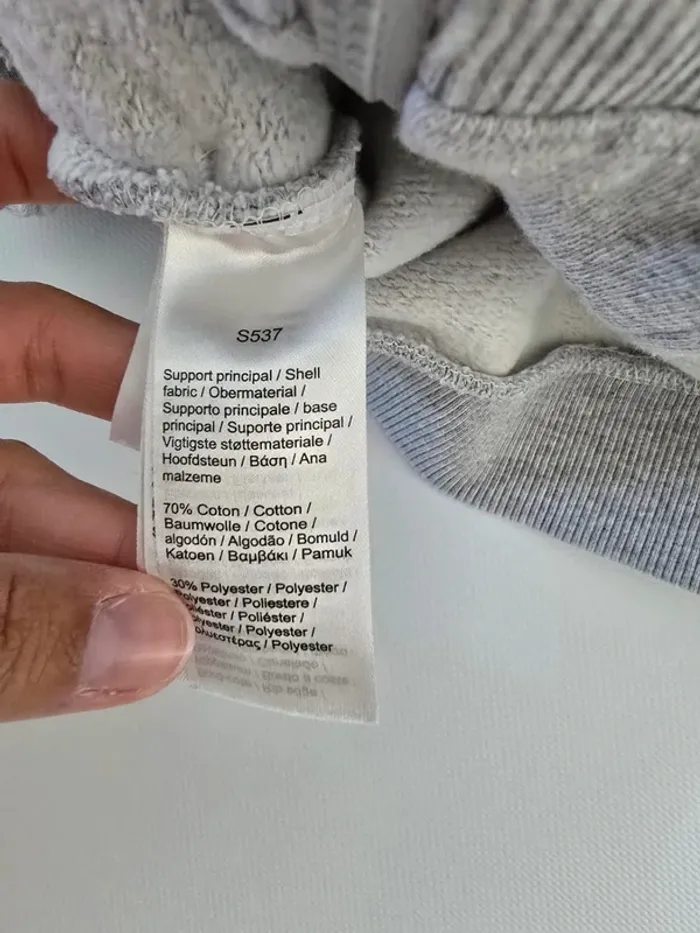 S537
Support principal / Shell
fabric / Obermaterial /
Supporto principale / base
principal / Suporte principal /
Vigtigste støttemateriale /
Hoofdsteun / Βάση / Ana
malzeme
70% Coton / Cotton /
Baumwolle / Cotone /
algodón / Algodão / Bomuld /
Katoen / Βαμβάκι / Pamuk
30% Polyester / Polyester /
/ Poliestere /
/ Poliéster /
/ Polyester /
/ Polyester